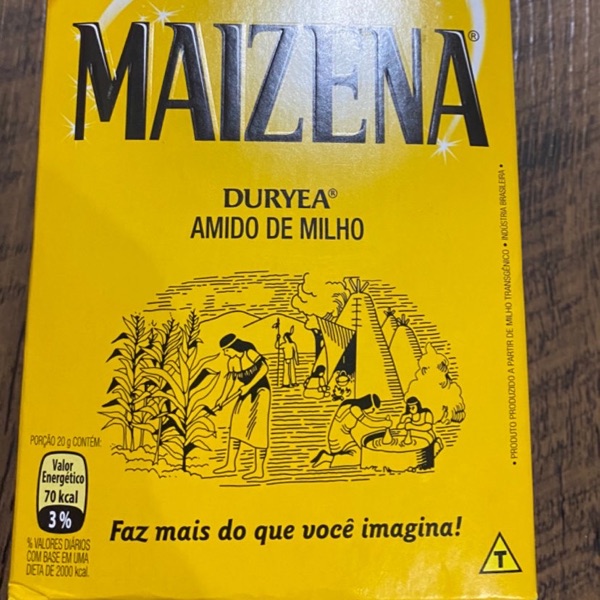 MAIZENA®
DURYEA®
AMIDO DE MILHO
• PRODUTO PRODUZIDO A PARTIR DE MILHO TRANSGÊNICO • INDÚSTRIA BRASILEIRA •
PORÇÃO 20 g CONTÉM:
Valor
Energético
70 kcal
3 %
% VALORES DIÁRIOS
COM BASE EM UMA
DIETA DE 2000 kcal.
Faz mais do que você imagina!
T